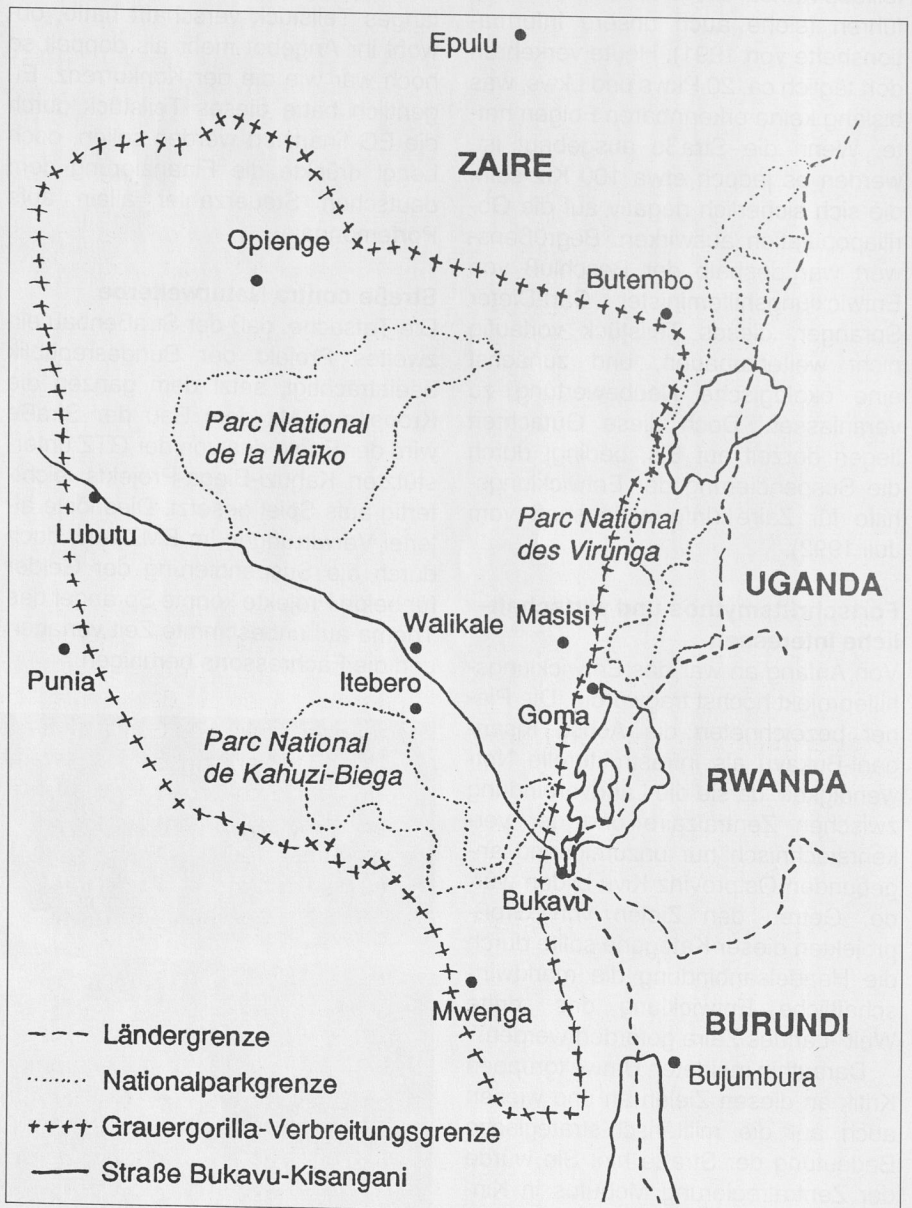 Epulu
ZAIRE
Opienge
Butembo
Parc National
de la Maïko
Parc National
des Virunga
Lubutu
UGANDA
Walikale
Masisi
Punia
Itebero
Goma
Parc National
de Kahuzi-Biega
RWANDA
Bukavu
Mwenga
BURUNDI
Bujumbura
Ländergrenze
Nationalparkgrenze
Grauergorilla-Verbreitungsgrenze
Straße Bukavu-Kisangani